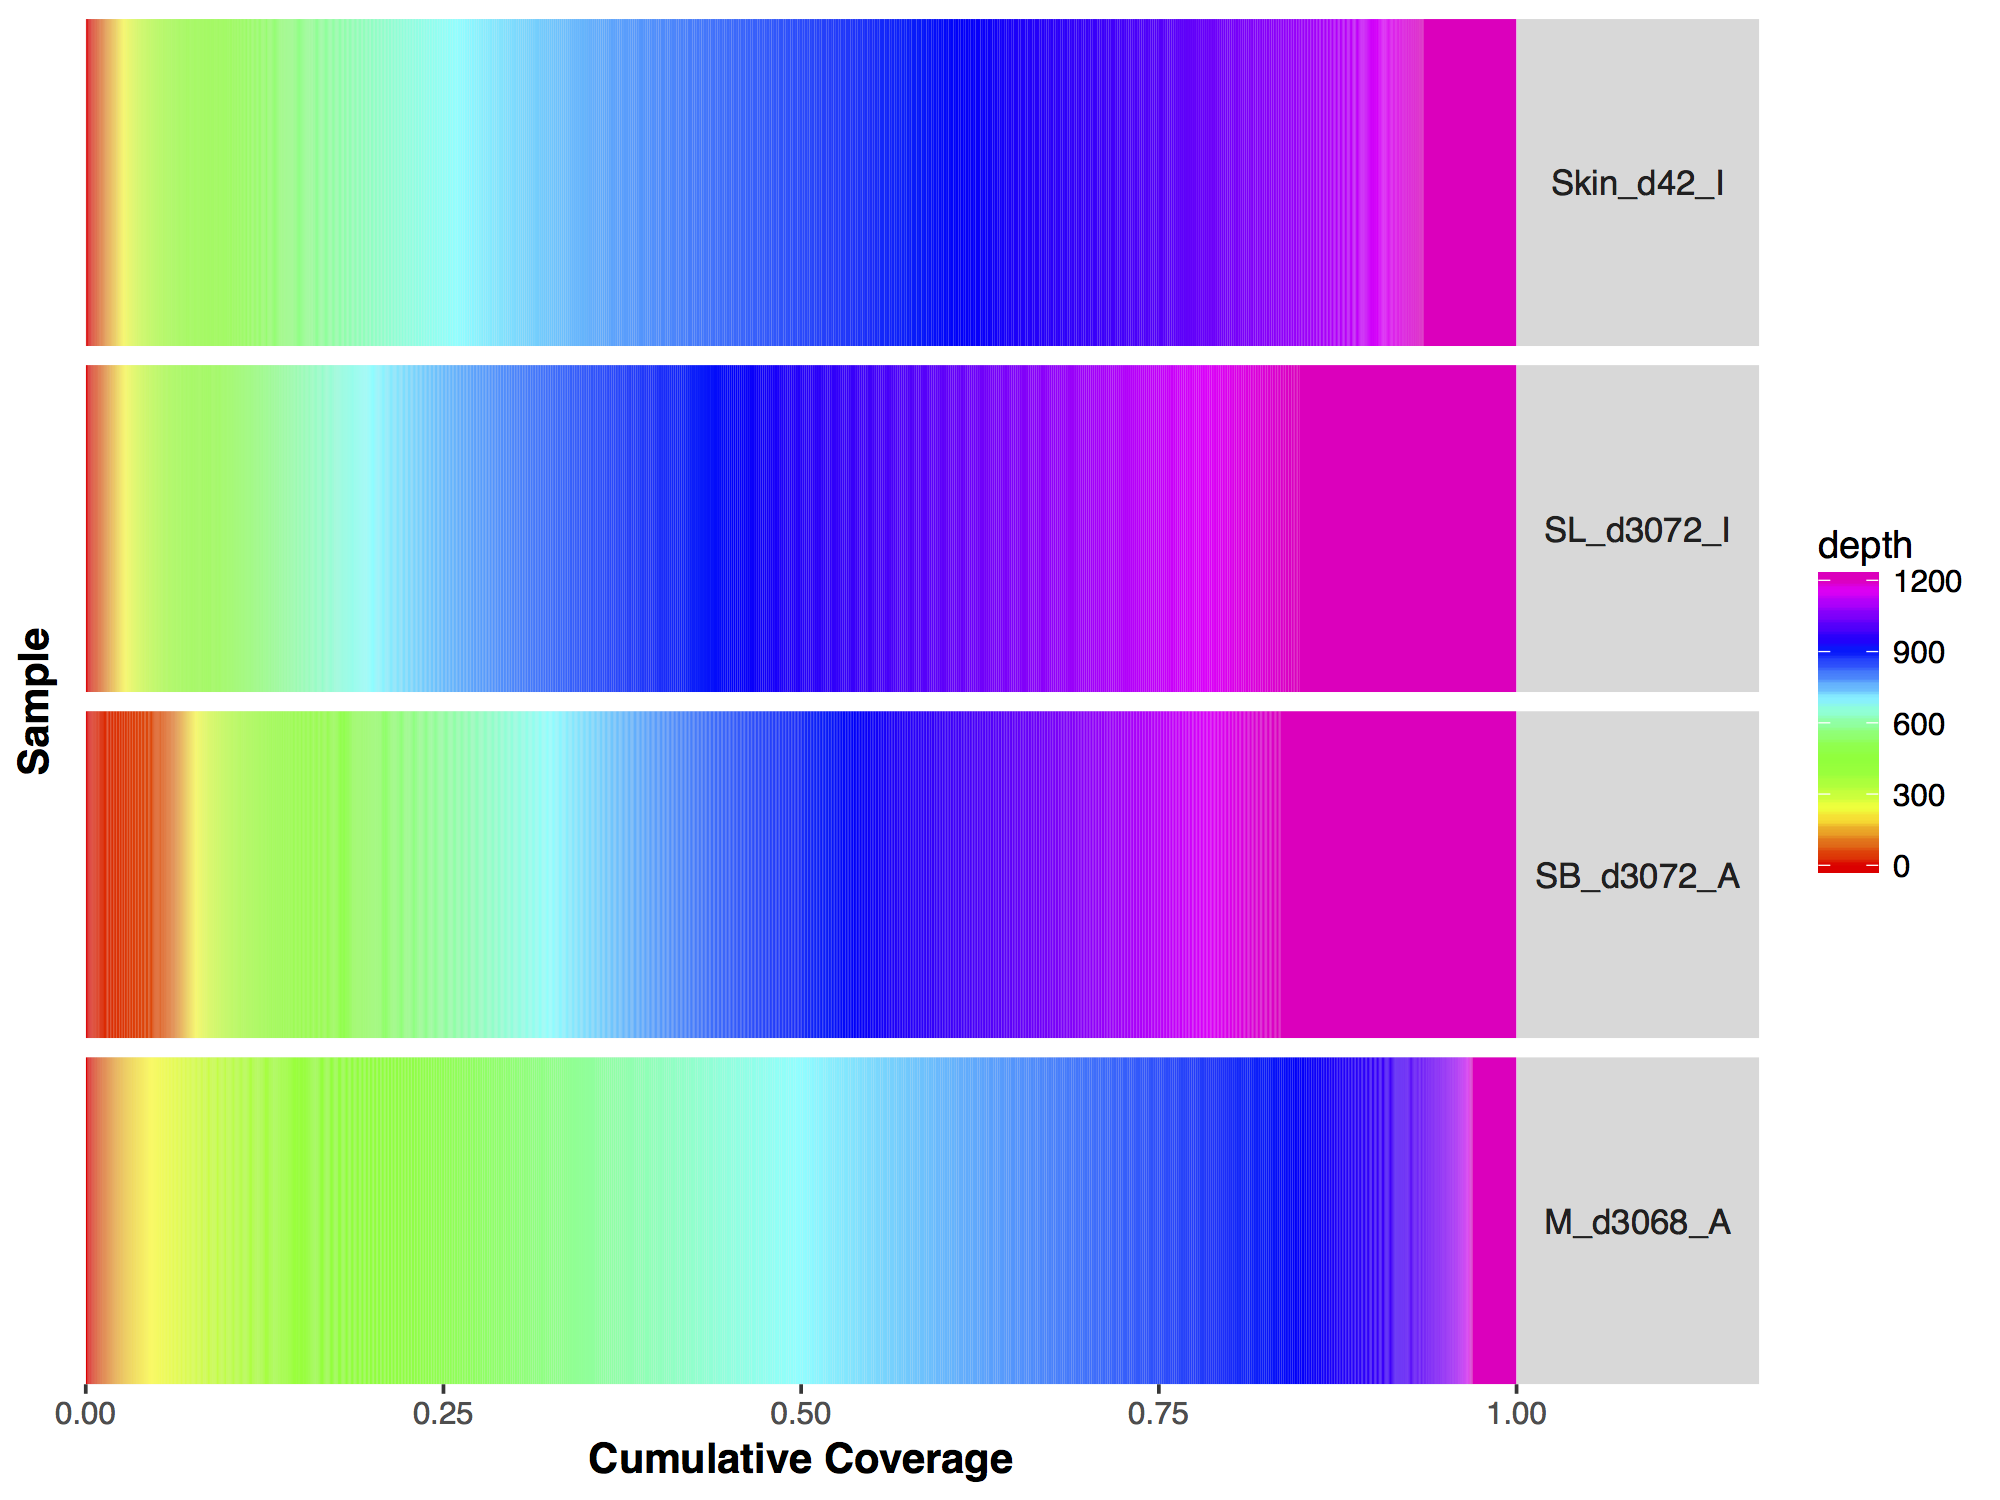 Sample
Skin_d42_I
SL_d3072_I
SB_d3072_A
M_d3068_A
0.00 0.25 0.50 0.75 1.00
Cumulative Coverage
depth
1200
900
600
300
0